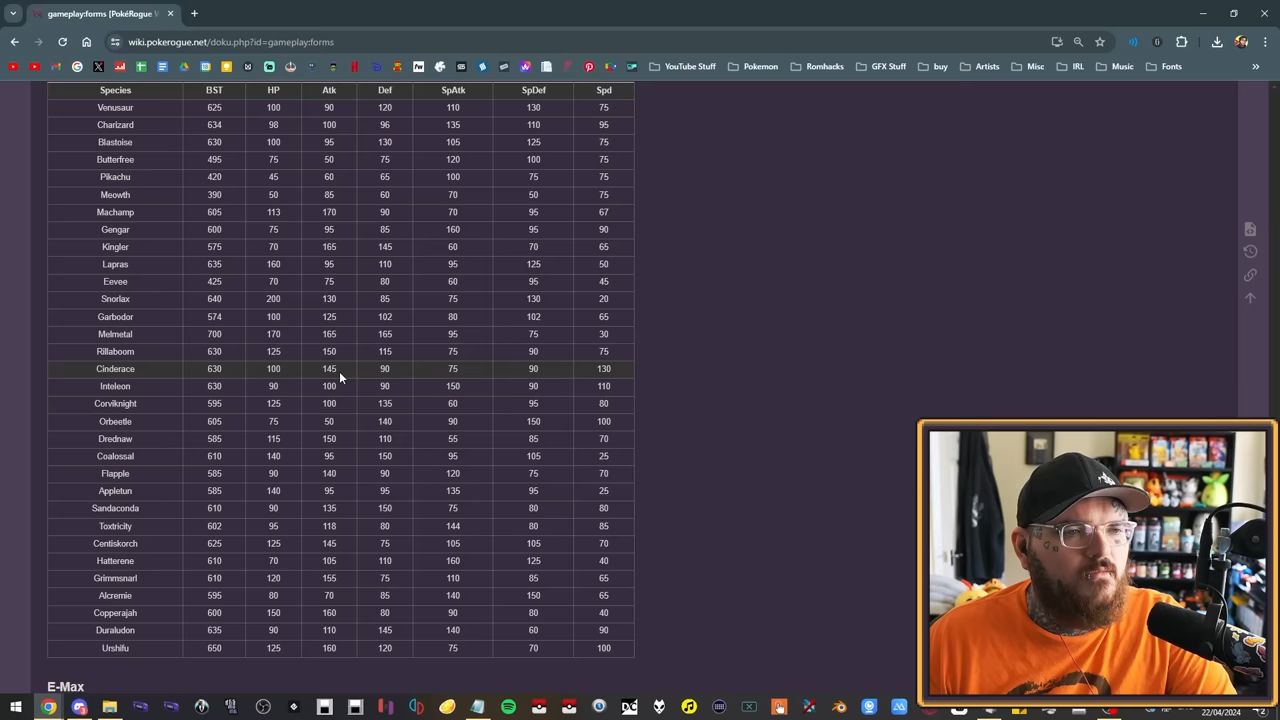 gameplay:forms [PokéRogue
wiki.pokerogue.net/doku.php?id=gameplay:forms
YouTube Stuff Pokemon Romhacks GFX Stuff buy Artists Misc IRL Music Fonts
Species BST HP Atk Def SpAtk SpDef Spd
Venusaur 625 100 90 120 110 130 75
Charizard 634 98 100 96 135 110 95
Blastoise 630 100 95 130 105 125 75
Butterfree 495 75 50 75 120 100 75
Pikachu 420 45 60 65 100 75 75
Meowth 390 50 85 60 70 50 75
Machamp 605 113 170 90 70 95 67
Gengar 600 75 95 85 160 95 90
Kingler 575 70 165 145 60 70 65
Lapras 635 160 95 110 95 125 50
Eevee 425 70 75 80 60 95 45
Snorlax 640 200 130 85 75 130 20
Garbodor 574 100 125 102 80 102 65
Melmetal 700 170 165 165 95 75 30
Rillaboom 630 125 150 115 75 90 75
Cinderace 630 100 145 90 75 90 130
Inteleon 630 90 100 90 150 90 110
Corviknight 595 125 100 135 60 95 80
Orbeetle 605 75 50 140 90 150 100
Drednaw 585 115 150 110 55 85 70
Coalossal 610 140 95 150 95 105 25
Flapple 585 90 140 90 120 75 70
Appletun 585 140 95 95 135 95 25
Sandaconda 610 90 135 150 75 80 80
Toxtricity 602 95 118 80 144 80 85
Centiskorch 625 125 145 75 105 105 70
Hatterene 610 70 105 110 160 125 40
Grimmsnarl 610 120 155 75 110 85 65
Alcremie 595 80 70 85 140 150 65
Copperajah 600 150 160 80 90 80 40
Duraludon 635 90 110 145 140 60 90
Urshifu 650 125 160 120 75 70 100
E-Max
22/04/2024